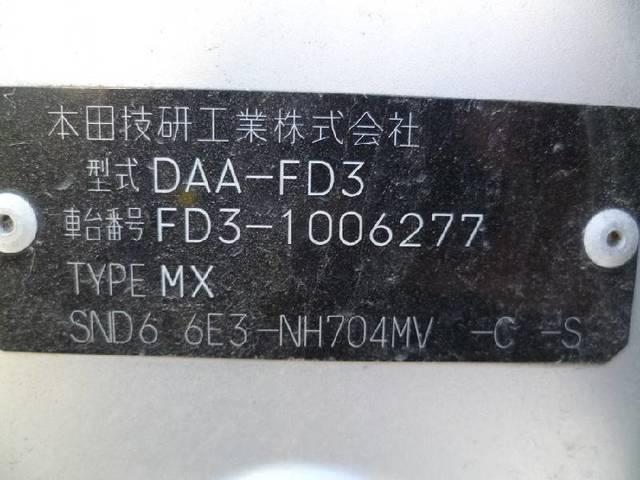 本田技研工業株式会社
型式 DAA-FD3
車台番号 FD3-1006277
TYPE MX
SND6 6E3-NH704MV -C -S